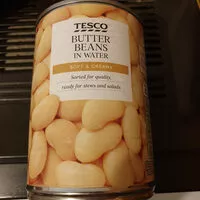 TESCO
BUTTER
BEANS
IN WATER
SOFT & CREAMY
Sorted for quality
Ready for stews and salads